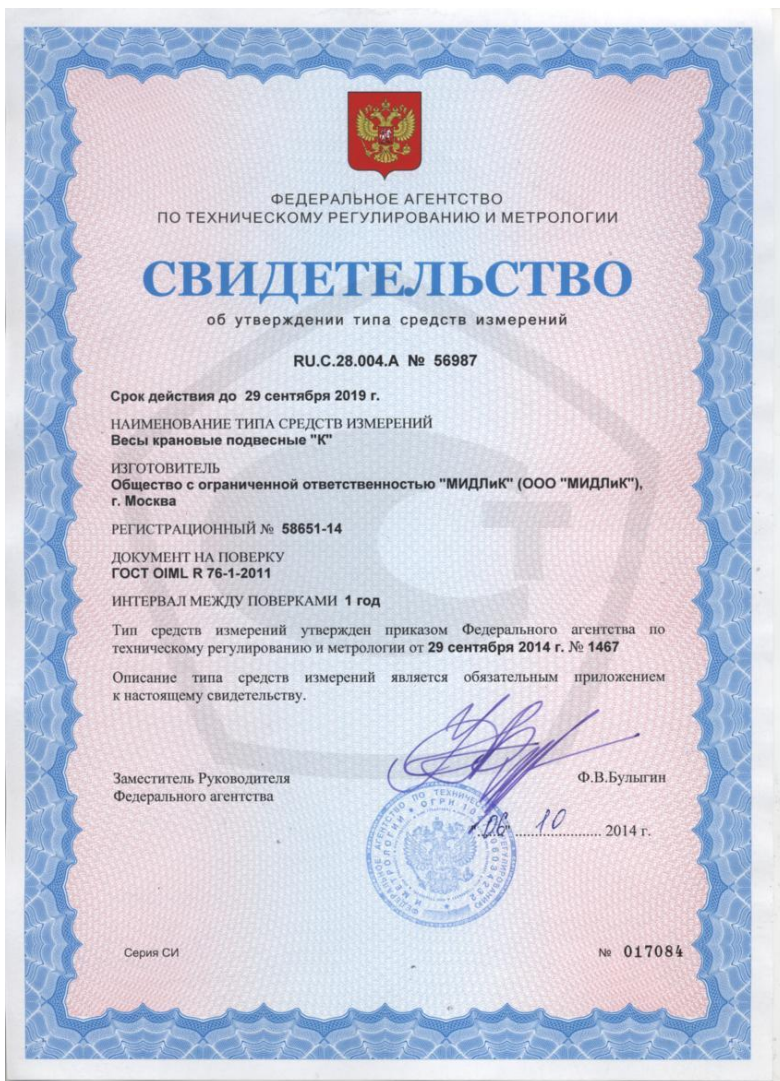 ФЕДЕРАЛЬНОЕ АГЕНТСТВО
ПО ТЕХНИЧЕСКОМУ РЕГУЛИРОВАНИЮ И МЕТРОЛОГИИ
СВИДЕТЕЛЬСТВО
об утверждении типа средств измерений
RU.C.28.004.A № 56987
Срок действия до 29 сентября 2019 г.
НАИМЕНОВАНИЕ ТИПА СРЕДСТВ ИЗМЕРЕНИЙ
Весы крановые подвесные "К"
ИЗГОТОВИТЕЛЬ
Общество с ограниченной ответственностью "МИДЛиК" (ООО "МИДЛиК"),
г. Москва
РЕГИСТРАЦИОННЫЙ № 58651-14
ДОКУМЕНТ НА ПОВЕРКУ
ГОСТ OIML R 76-1-2011
ИНТЕРВАЛ МЕЖДУ ПОВЕРКАМИ 1 год
Тип средств измерений утвержден приказом Федерального агентства по
техническому регулированию и метрологии от 29 сентября 2014 г. № 1467
Описание типа средств измерений является обязательным приложением
к настоящему свидетельству.
Заместитель Руководителя
Федерального агентства
Ф.В.Булыгин
"06" 10 2014 г.
Серия СИ
№ 017084